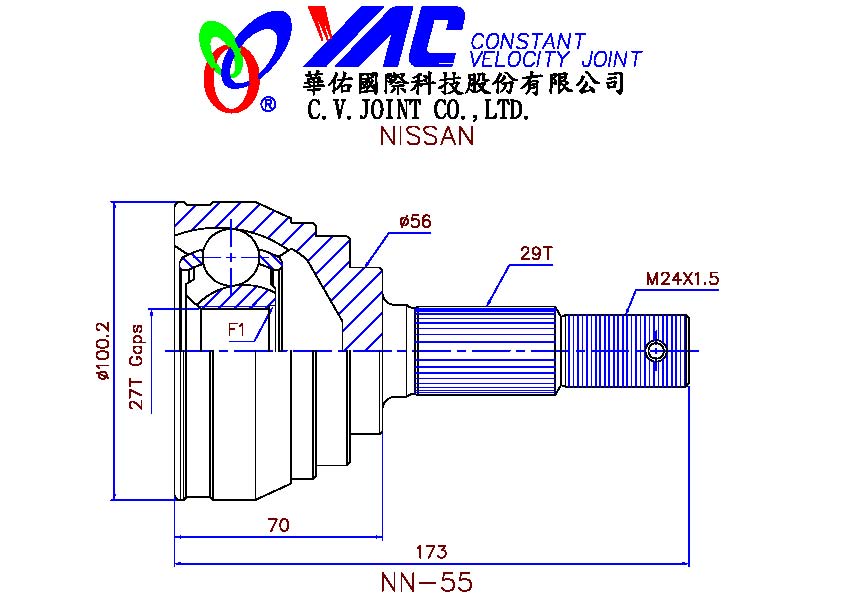 YAC CONSTANT
VELOCITY JOINT
®
華佑國際科技股份有限公司
C.V.JOINT CO.,LTD.
NISSAN
ø56
29T
M24X1.5
F1
ø100.2
27T Gaps
70
173
NN-55